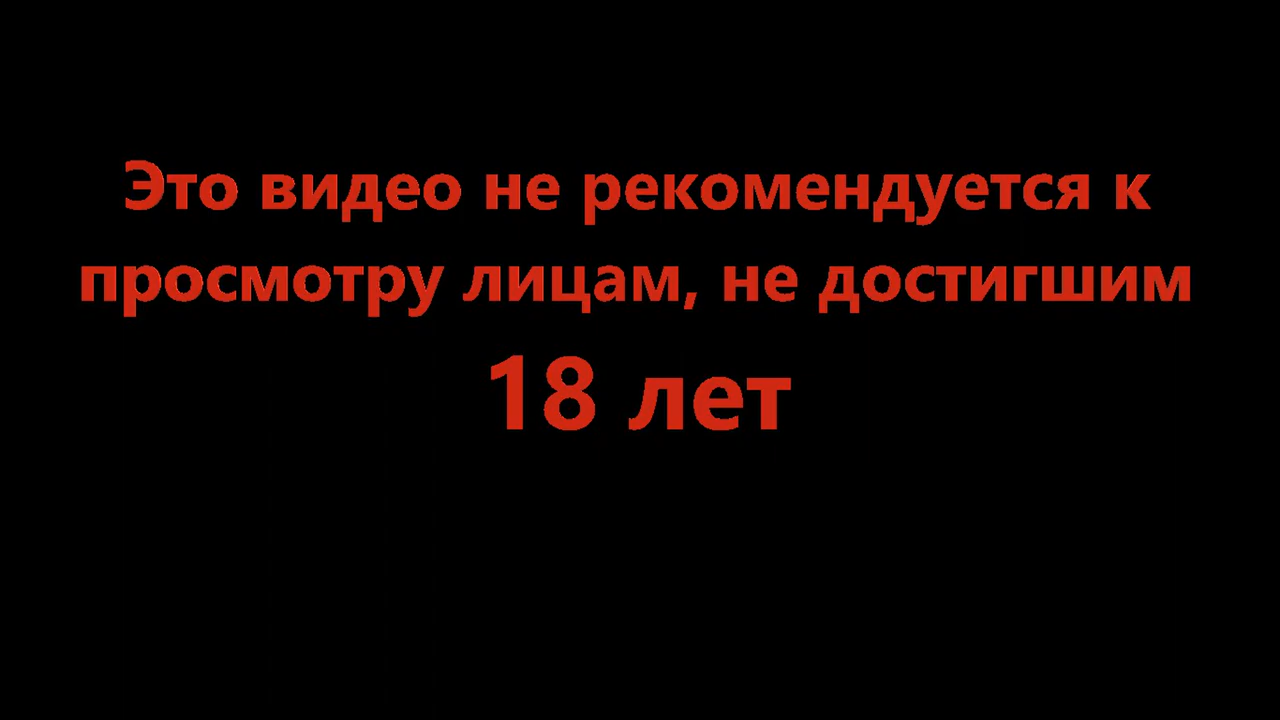 Это видео не рекомендуется к
просмотру лицам, не достигшим
18 лет